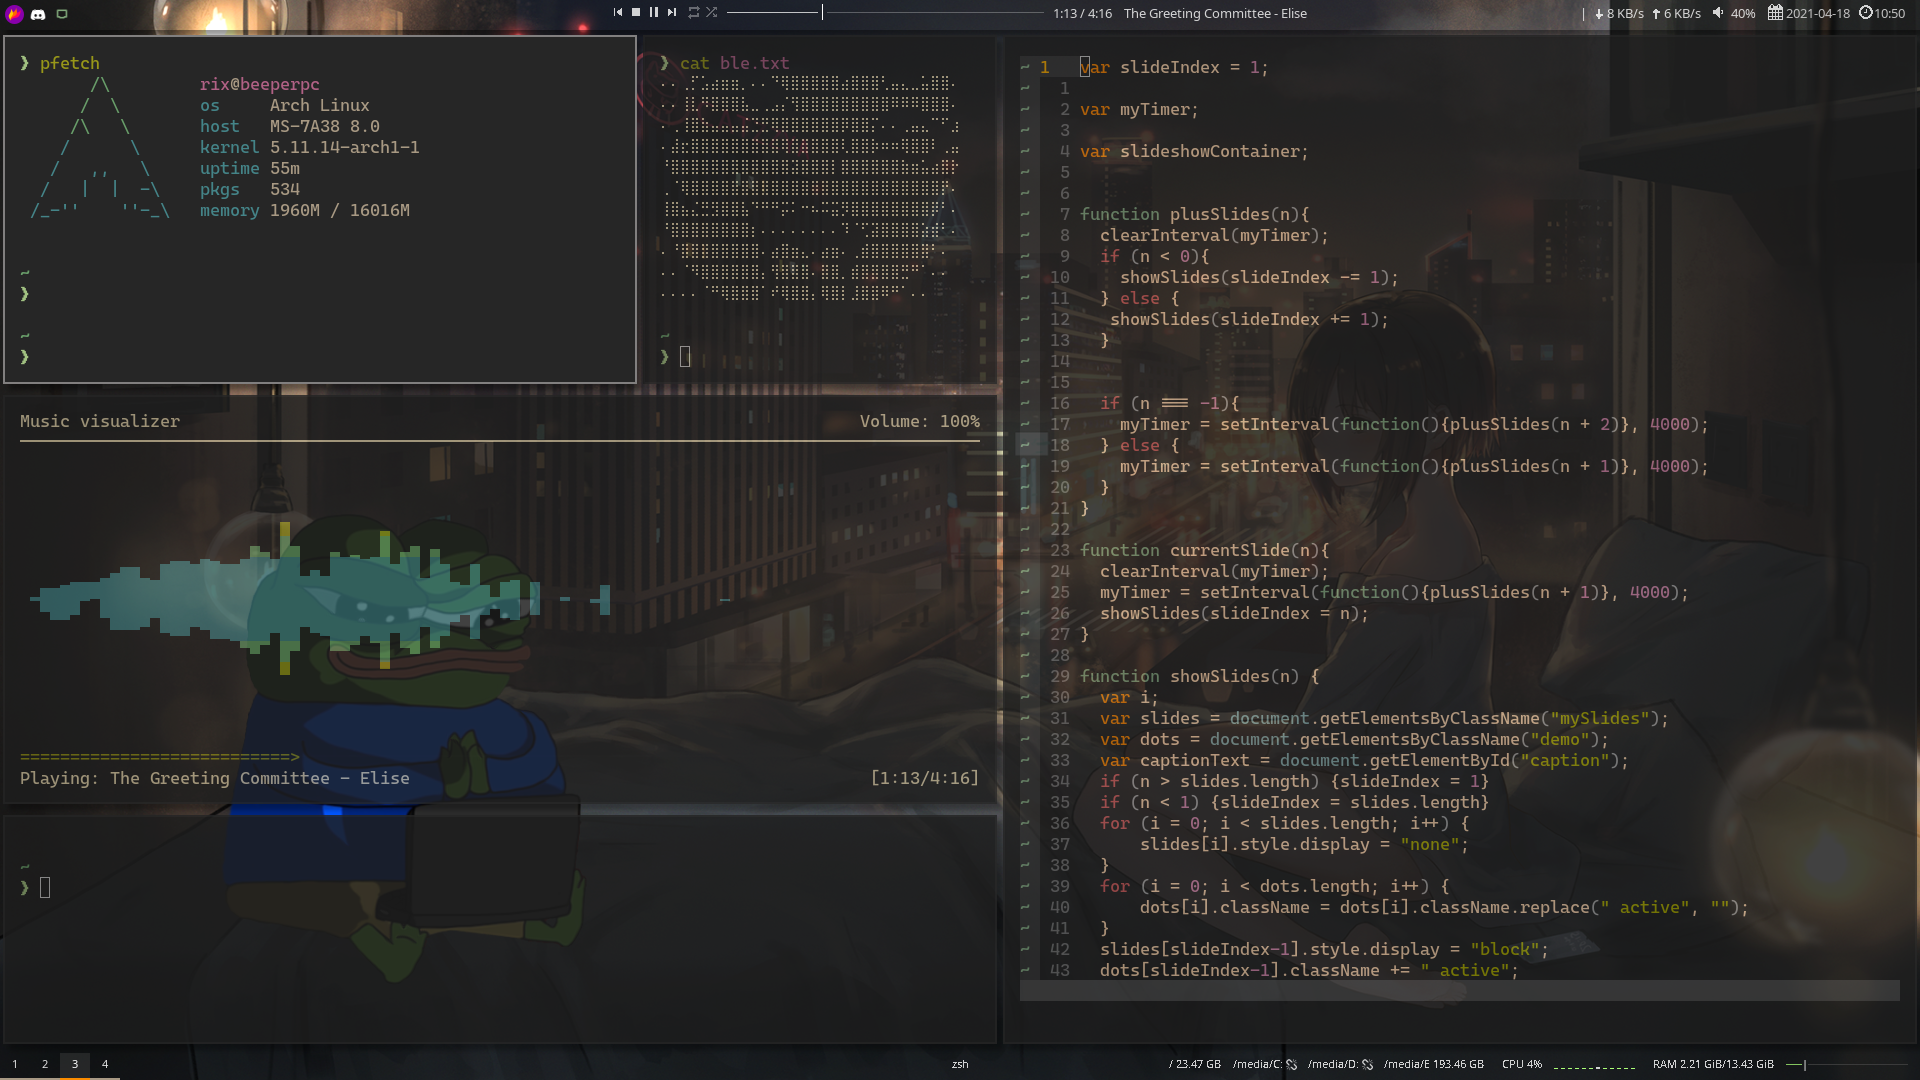 1:13 / 4:16 The Greeting Committee - Elise
| 8 KB/s 6 KB/s 40% 2021-04-18 10:50
❯ pfetch
/\
/ \
/\ \
/ \
/ ,, \
/ | | -\
/_-'' ''-_\
rix@beeperpc
os Arch Linux
host MS-7A38 8.0
kernel 5.11.14-arch1-1
uptime 55m
pkgs 534
memory 1960M / 16016M
~
❯
~
❯
❯ cat ble.txt
~
❯
Music visualizer Volume: 100%
===========================>
Playing: The Greeting Committee - Elise [1:13/4:16]
~
❯
~ 1 var slideIndex = 1;
~ 1
~ 2 var myTimer;
~ 3
~ 4 var slideshowContainer;
~ 5
~ 6
~ 7 function plusSlides(n){
~ 8 clearInterval(myTimer);
~ 9 if (n < 0){
~ 10 showSlides(slideIndex -= 1);
~ 11 } else {
~ 12 showSlides(slideIndex += 1);
~ 13 }
~ 14
~ 15
~ 16 if (n === -1){
~ 17 myTimer = setInterval(function(){plusSlides(n + 2)}, 4000);
~ 18 } else {
~ 19 myTimer = setInterval(function(){plusSlides(n + 1)}, 4000);
~ 20 }
~ 21 }
~ 22
~ 23 function currentSlide(n){
~ 24 clearInterval(myTimer);
~ 25 myTimer = setInterval(function(){plusSlides(n + 1)}, 4000);
~ 26 showSlides(slideIndex = n);
~ 27 }
~ 28
~ 29 function showSlides(n) {
~ 30 var i;
~ 31 var slides = document.getElementsByClassName("mySlides");
~ 32 var dots = document.getElementsByClassName("demo");
~ 33 var captionText = document.getElementById("caption");
~ 34 if (n > slides.length) {slideIndex = 1}
~ 35 if (n < 1) {slideIndex = slides.length}
~ 36 for (i = 0; i < slides.length; i++) {
~ 37 slides[i].style.display = "none";
~ 38 }
~ 39 for (i = 0; i < dots.length; i++) {
~ 40 dots[i].className = dots[i].className.replace(" active", "");
~ 41 }
~ 42 slides[slideIndex-1].style.display = "block";
~ 43 dots[slideIndex-1].className += " active";
1 2 3 4 zsh / 23.47 GB /media/C: /media/D: /media/E 193.46 GB CPU 4% RAM 2.21 GiB/13.43 GiB